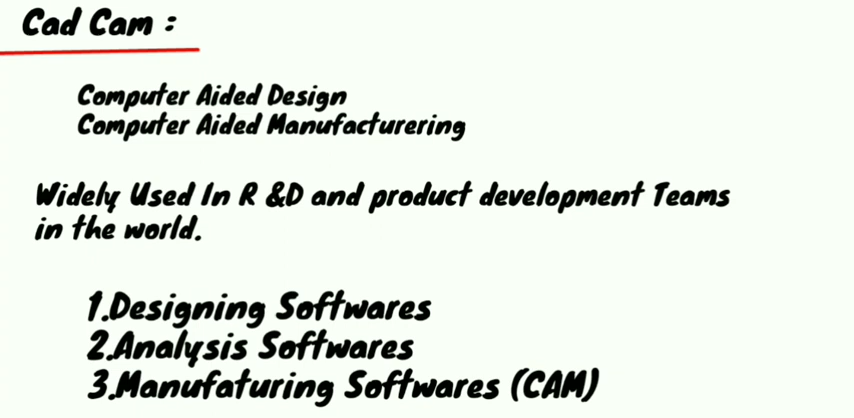 Cad Cam :
Computer Aided Design
Computer Aided Manufacturering
Widely Used In R &D and product development Teams
in the world.
1.Designing Softwares
2.Analysis Softwares
3.Manufaturing Softwares (CAM)